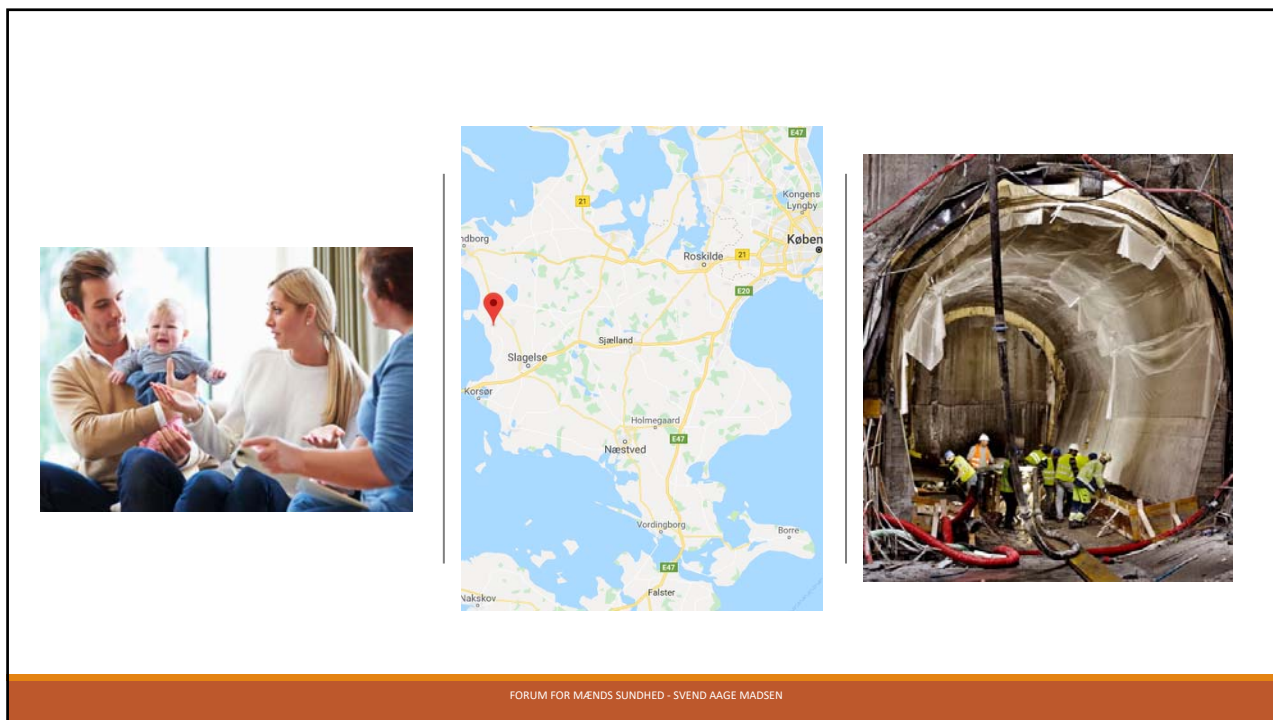 E47
Kongens
Lyngby
21
ndborg
Køben
Roskilde
21
E20
Sjælland
Slagelse
Korsør
Holmegaard
E47
Næstved
Vordingborg
Borre
E47
Falster
Nakskov
FORUM FOR MÆNDS SUNDHED - SVEND AAGE MADSEN